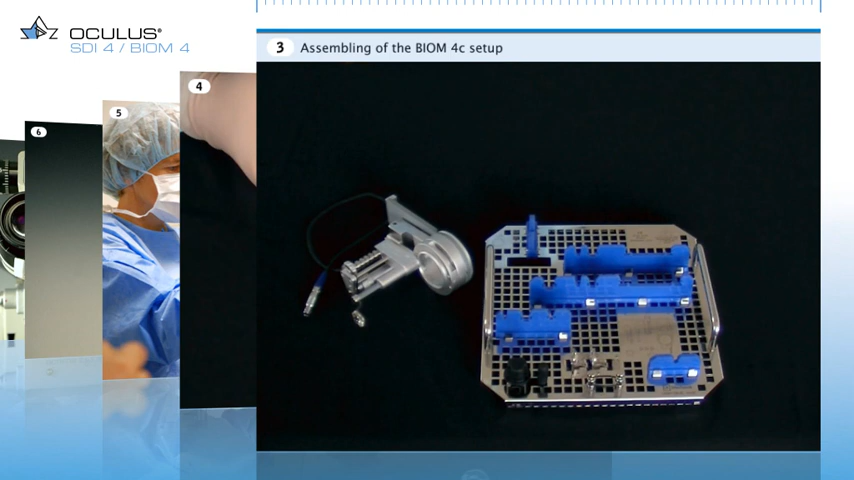 OCULUS®
SDI 4 / BIOM 4
3 Assembling of the BIOM 4c setup
4
5
6